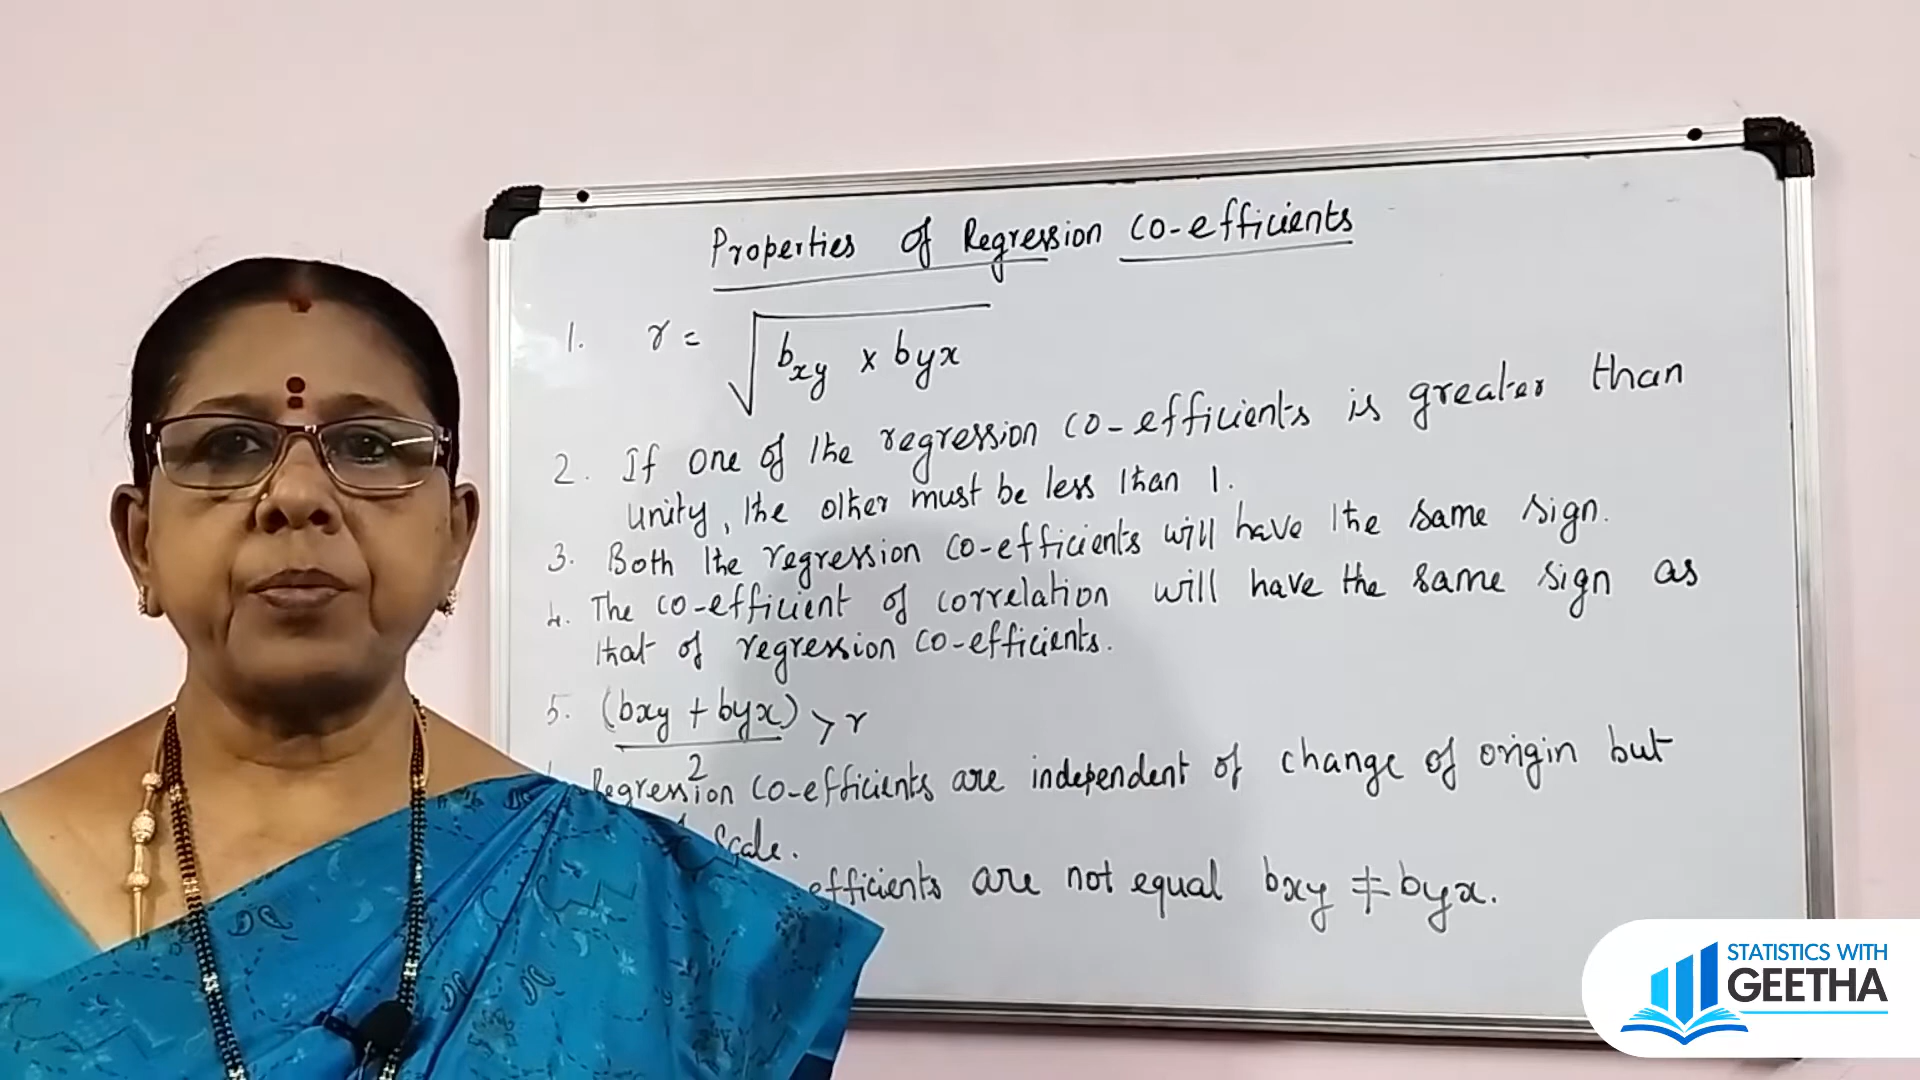 Properties of Regression co-efficients
1. r = √bxy × byx
2. If one of the regression co-efficients is greater than
unity, the other must be less than 1.
3. Both the regression co-efficients will have the same sign.
4. The co-efficient of correlation will have the same sign as
that of regression co-efficients.
5. (bxy + byx) > r
2
Regression co-efficients are independent of change of origin but
Scale.
efficients are not equal bxy ≠ byx.
STATISTICS WITH
GEETHA